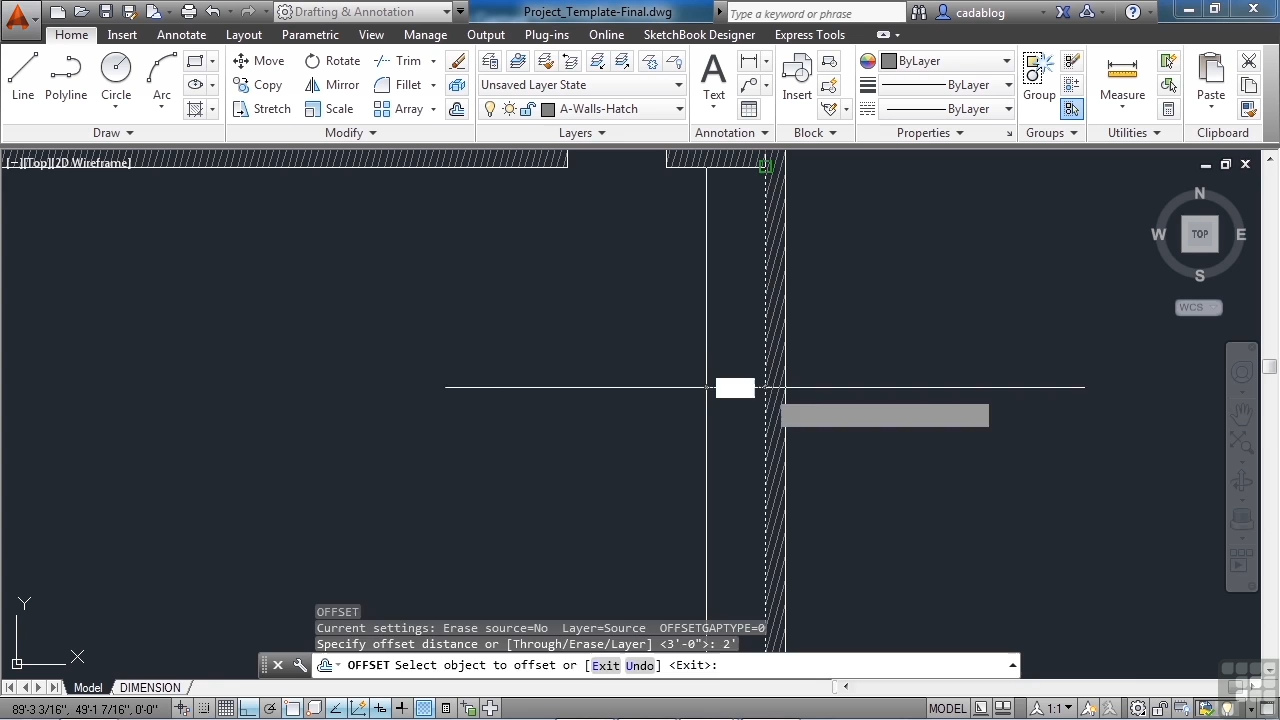 Drafting & Annotation
Project_Template-Final.dwg
Type a keyword or phrase
cadablog
Home Insert Annotate Layout Parametric View Manage Output Plug-ins Online SketchBook Designer Express Tools
Line Polyline Circle Arc
Move Rotate Trim
Copy Mirror Fillet
Stretch Scale Array
Unsaved Layer State
A-Walls-Hatch
A Text
Insert
ByLayer
ByLayer
ByLayer
Group
Measure
Paste
Draw Modify Layers Annotation Block Properties Groups Utilities Clipboard
[−][Top][2D Wireframe]
N
W TOP E
S
WCS
Y
X
OFFSET
Current settings: Erase source=No Layer=Source OFFSETGAPTYPE=0
Specify offset distance or [Through/Erase/Layer] <3'-0">: 2'
OFFSET Select object to offset or [Exit Undo] <Exit>:
Model DIMENSION
89'-3 3/16", 49'-1 7/16", 0'-0"
MODEL
1:1